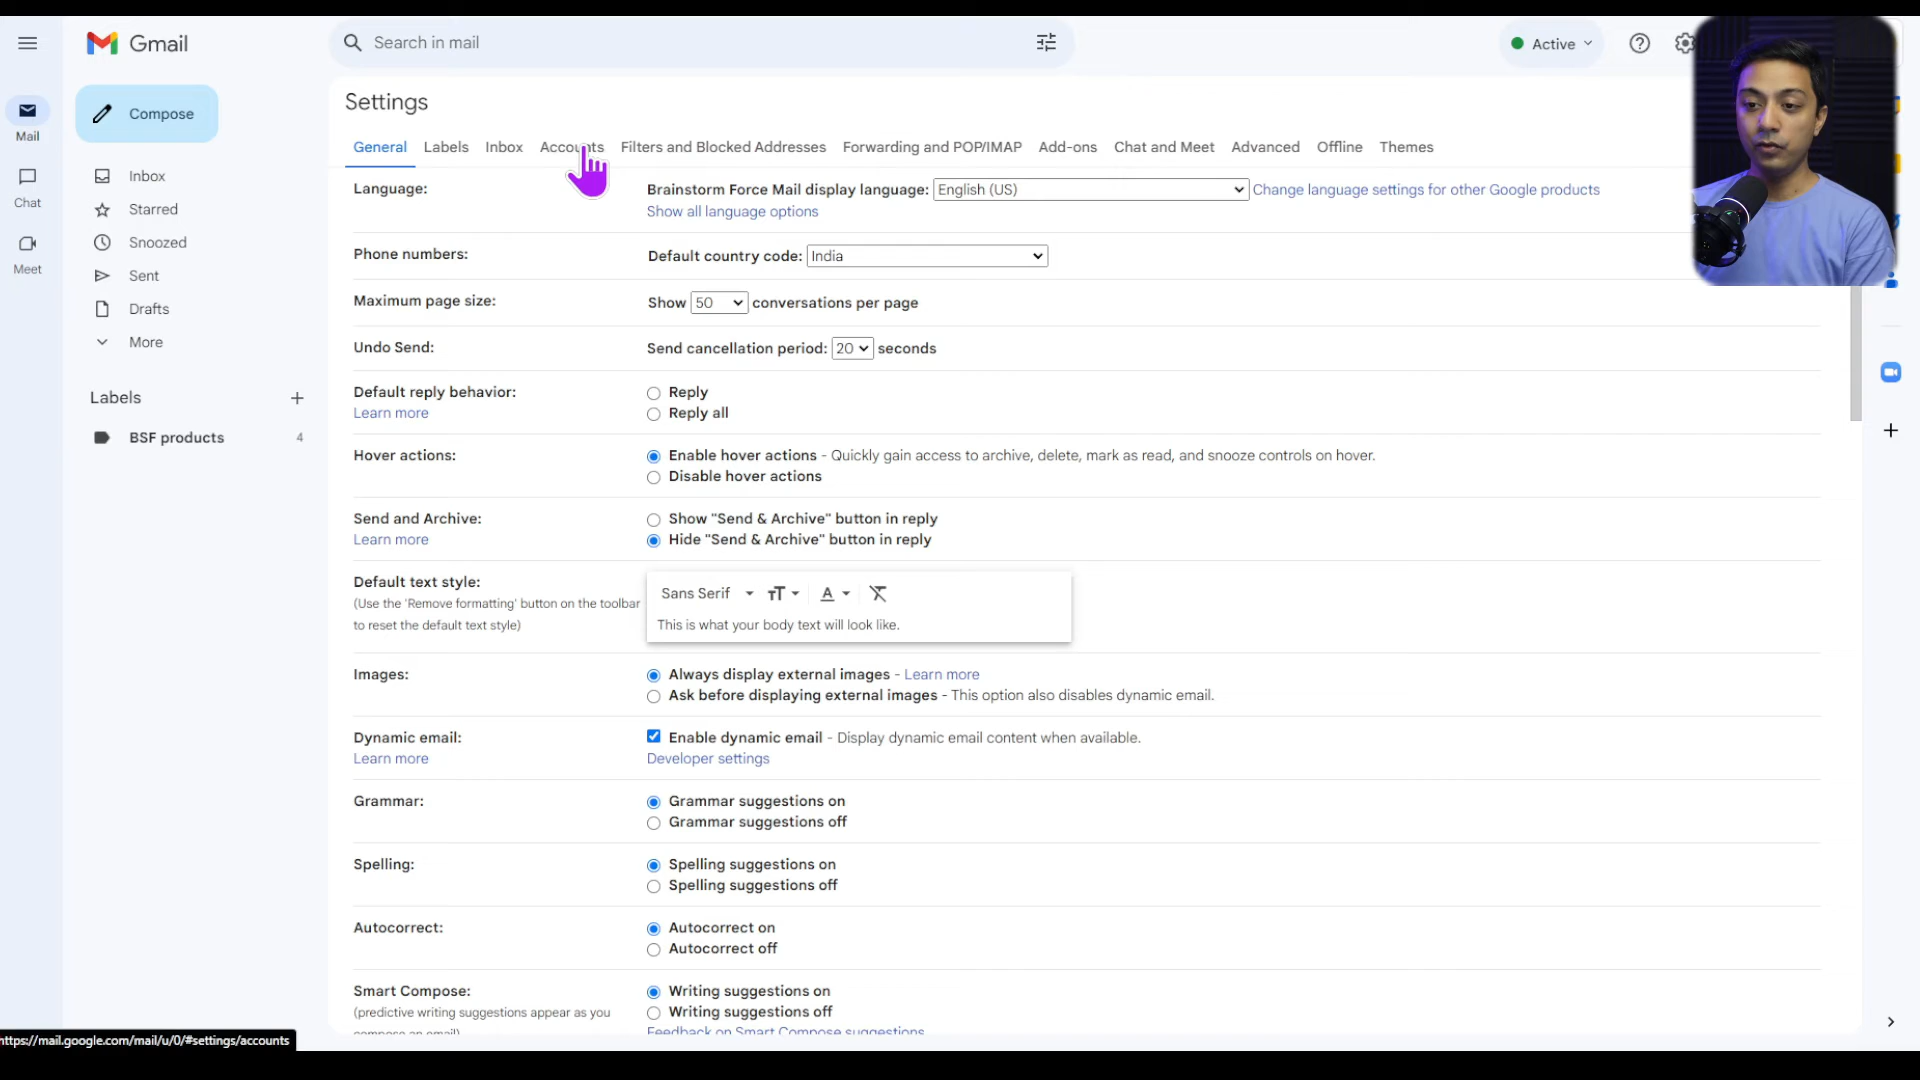 Gmail
Search in mail
Active
Mail
Chat
Meet
Compose
Inbox
Starred
Snoozed
Sent
Drafts
More
Labels
BSF products 4
Settings
General Labels Inbox Accounts Filters and Blocked Addresses Forwarding and POP/IMAP Add-ons Chat and Meet Advanced Offline Themes
Language: Brainstorm Force Mail display language: English (US) Change language settings for other Google products
Show all language options
Phone numbers: Default country code: India
Maximum page size: Show 50 conversations per page
Undo Send: Send cancellation period: 20 seconds
Default reply behavior: Reply
Learn more Reply all
Hover actions: Enable hover actions - Quickly gain access to archive, delete, mark as read, and snooze controls on hover.
Disable hover actions
Send and Archive: Show "Send & Archive" button in reply
Learn more Hide "Send & Archive" button in reply
Default text style:
(Use the 'Remove formatting' button on the toolbar
to reset the default text style)
Sans Serif
This is what your body text will look like.
Images: Always display external images - Learn more
Ask before displaying external images - This option also disables dynamic email.
Dynamic email: Enable dynamic email - Display dynamic email content when available.
Learn more Developer settings
Grammar: Grammar suggestions on
Grammar suggestions off
Spelling: Spelling suggestions on
Spelling suggestions off
Autocorrect: Autocorrect on
Autocorrect off
Smart Compose: Writing suggestions on
(predictive writing suggestions appear as you Writing suggestions off
compose an email) Feedback on Smart Compose suggestions
https://mail.google.com/mail/u/0/#settings/accounts